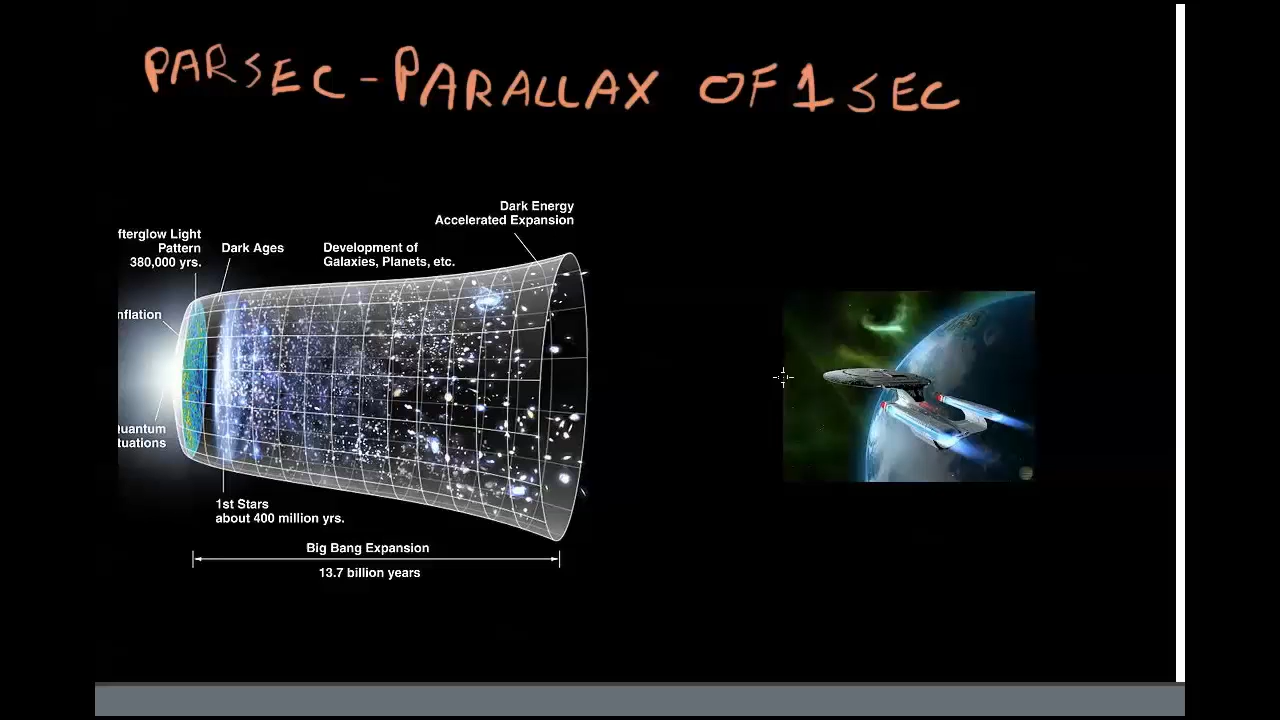 PARSEC - PARALLAX OF 1 SEC
Dark Energy
Accelerated Expansion
fterglow Light
Pattern
380,000 yrs.
Dark Ages
Development of
Galaxies, Planets, etc.
nflation
Quantum
tuations
1st Stars
about 400 million yrs.
Big Bang Expansion
13.7 billion years